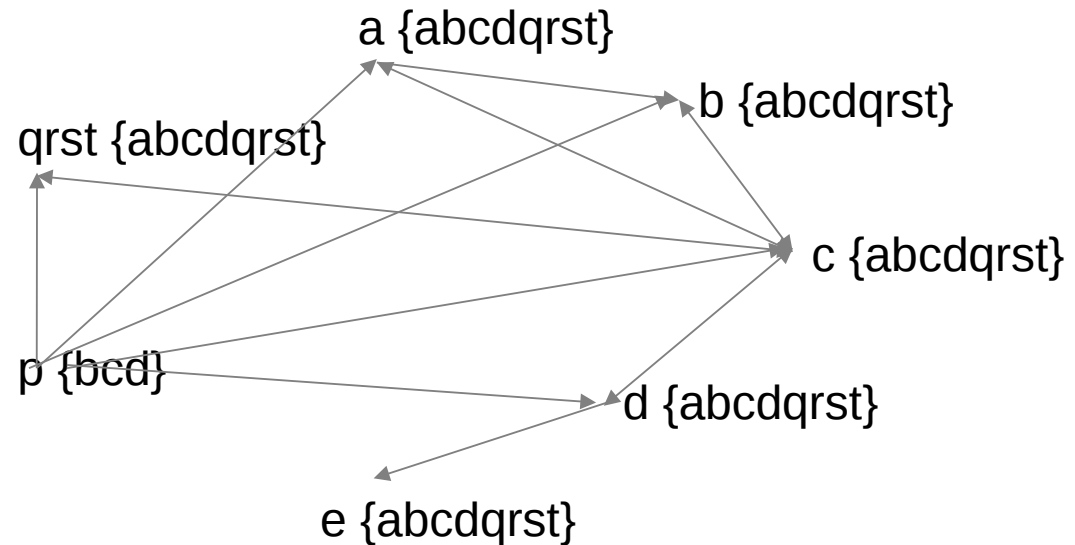 a {abcdqrst}
b {abcdqrst}
qrst {abcdqrst}
c {abcdqrst}
p {bcd}
d {abcdqrst}
e {abcdqrst}